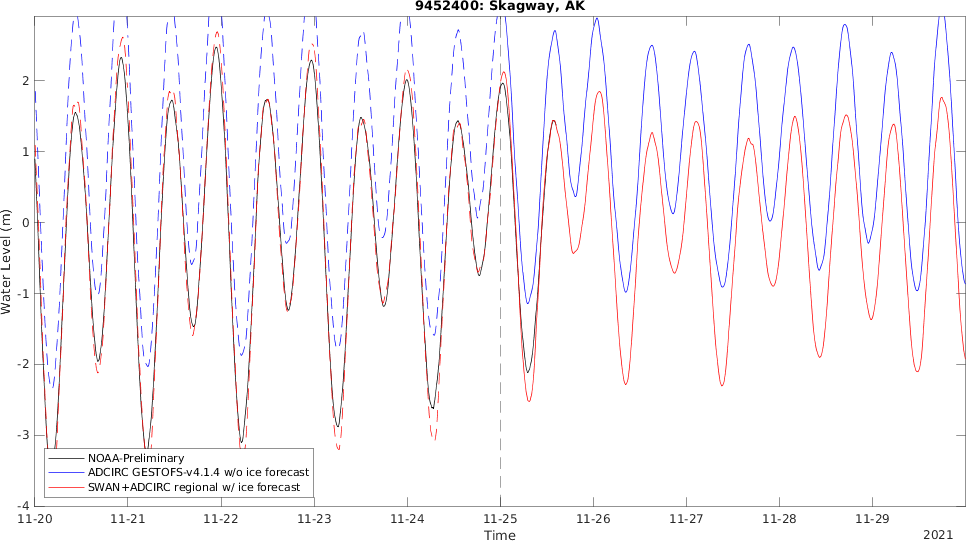 9452400: Skagway, AK
Water Level (m)
2
1
0
-1
-2
-3
-4
NOAA-Preliminary
ADCIRC GESTOFS-v4.1.4 w/o ice forecast
SWAN+ADCIRC regional w/ ice forecast
11-20 11-21 11-22 11-23 11-24 11-25 11-26 11-27 11-28 11-29
Time
2021